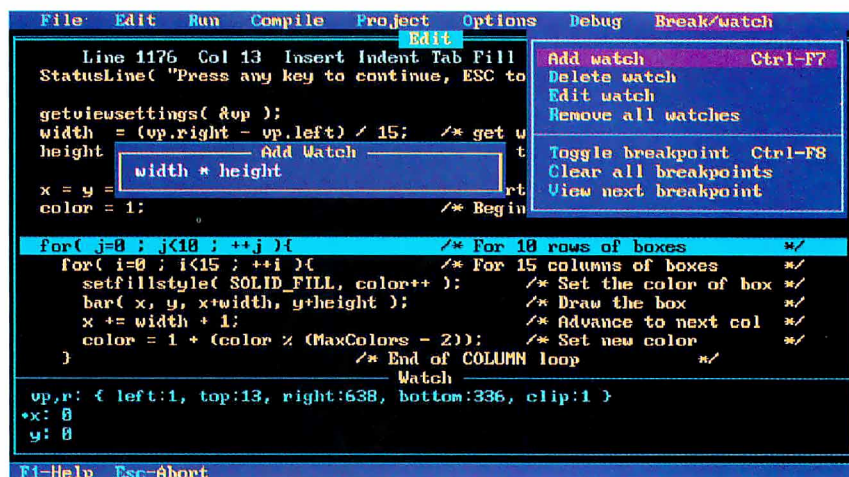 File Edit Run Compile Project Options Debug Break/watch
Edit
Line 1176 Col 13 Insert Indent Tab Fill
StatusLine( "Press any key to continue, ESC to
getviewsettings( &vp );
width = (vp.right - vp.left) / 15; /* get w
height t
x = y = rt
color = 1; /* Begin
Add Watch
width * height
Add watch Ctrl-F7
Delete watch
Edit watch
Remove all watches
Toggle breakpoint Ctrl-F8
Clear all breakpoints
View next breakpoint
for( j=0 ; j<10 ; ++j ){ /* For 10 rows of boxes */
for( i=0 ; i<15 ; ++i ){ /* For 15 columns of boxes */
setfillstyle( SOLID_FILL, color++ ); /* Set the color of box */
bar( x, y, x+width, y+height ); /* Draw the box */
x += width + 1; /* Advance to next col */
color = 1 + (color % (MaxColors - 2)); /* Set new color */
} /* End of COLUMN loop */
Watch
vp,r: { left:1, top:13, right:638, bottom:336, clip:1 }
•x: 0
y: 0
F1-Help Esc-Abort